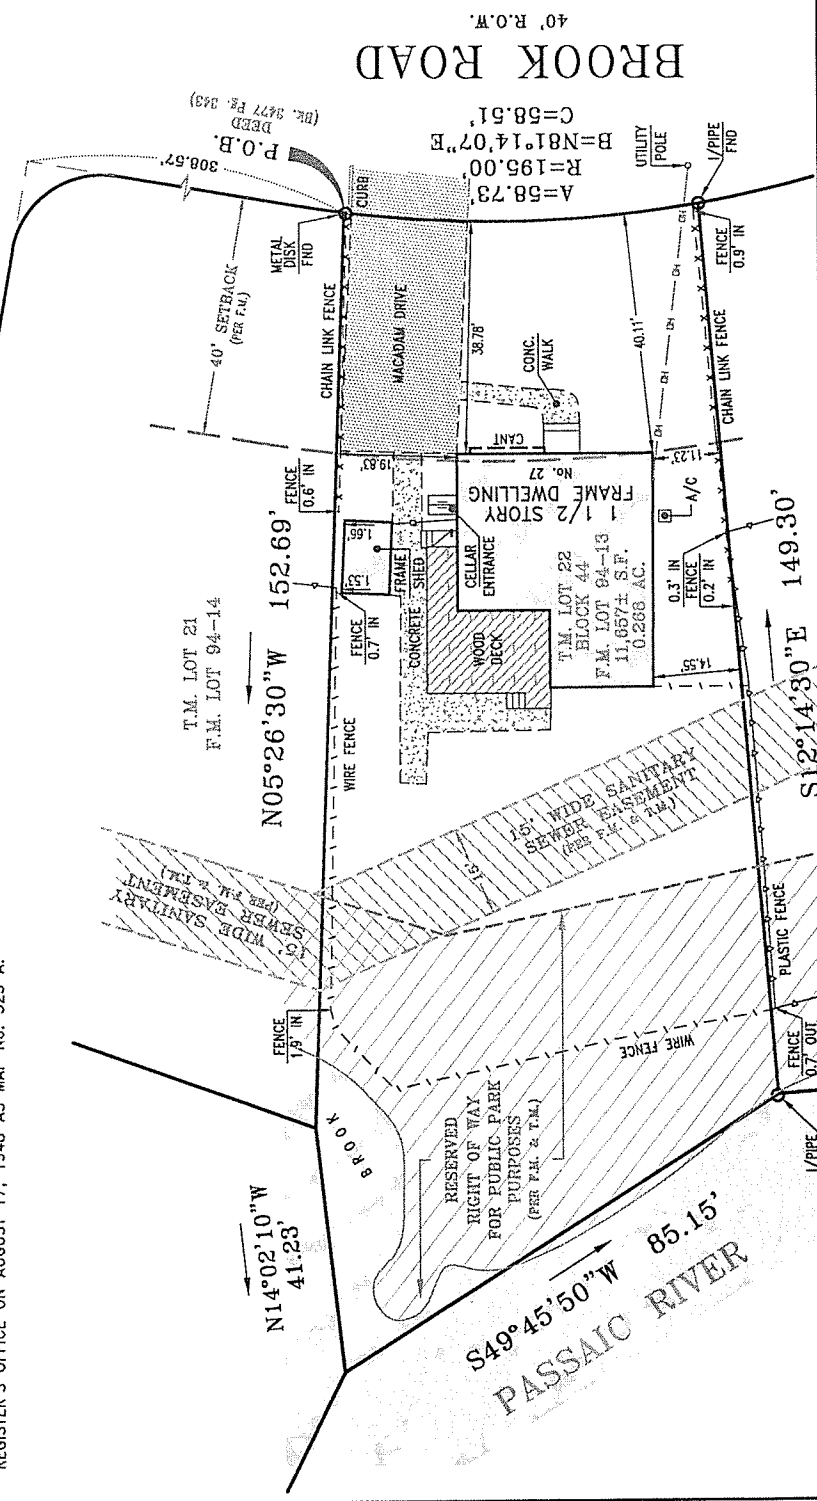 40' R.O.W.
BROOK ROAD
A=58.73'
R=195.00'
B=N81°14'07"E
C=58.51'
P.O.B.
DEED
(Bk. 3477 Pg. 343)
308.57'
UTILITY
POLE
I/PIPE
FND
METAL
DISK
FND
CURB
FENCE
0.9' IN
40' SETBACK
(PER F.M.)
CHAIN LINK FENCE
MACADAM DRIVE
38.78'
CONC.
WALK
40.11'
OH
OH
OH
OH
CHAIN LINK FENCE
CANT
19.83'
11.23'
FENCE
0.6' IN
No. 27
1 1/2 STORY
FRAME DWELLING
A/C
1.66'
1.53'
FRAME
SHED
CELLAR
ENTRANCE
CONCRETE
WOOD
DECK
T.M. LOT 22
BLOCK 44
F.M. LOT 94-13
11,657± S.F.
0.268 AC.
0.3' IN
FENCE
0.2' IN
14.55'
FENCE
0.7' IN
T.M. LOT 21
F.M. LOT 94-14
N05°26'30"W 152.69'
WIRE FENCE
S12°14'30"E 149.30'
15' WIDE SANITARY
SEWER EASEMENT
(PER F.M. & T.M.)
15'
15' WIDE SANITARY
SEWER EASEMENT
(PER F.M. & T.M.)
PLASTIC FENCE
FENCE
1.9' IN
WIRE FENCE
FENCE
0.7' OUT
BROOK
RESERVED
RIGHT OF WAY
FOR PUBLIC PARK
PURPOSES
(PER F.M. & T.M.)
I/PIPE
N14°02'10"W
41.23'
S49°45'50"W 85.15'
PASSAIC RIVER
REGISTER'S OFFICE ON AUGUST 17, 1948 AS MAP No. 525 A.